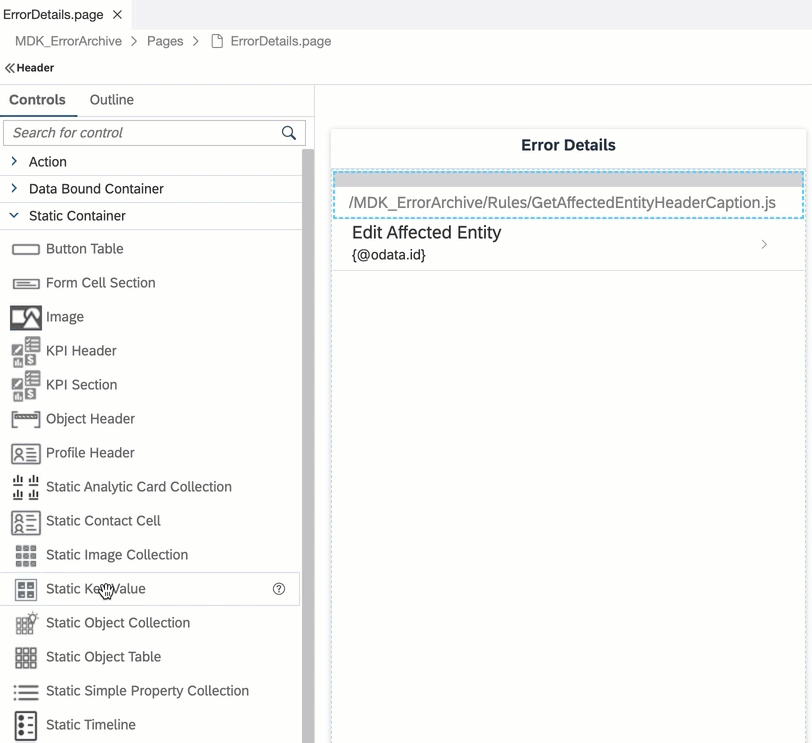 ErrorDetails.page
MDK_ErrorArchive > Pages > ErrorDetails.page
Header
Controls Outline
Search for control
Action
Data Bound Container
Static Container
Button Table
Form Cell Section
Image
KPI Header
KPI Section
Object Header
Profile Header
Static Analytic Card Collection
Static Contact Cell
Static Image Collection
Static Key Value
Static Object Collection
Static Object Table
Static Simple Property Collection
Static Timeline
Error Details
/MDK_ErrorArchive/Rules/GetAffectedEntityHeaderCaption.js
Edit Affected Entity
{@odata.id}